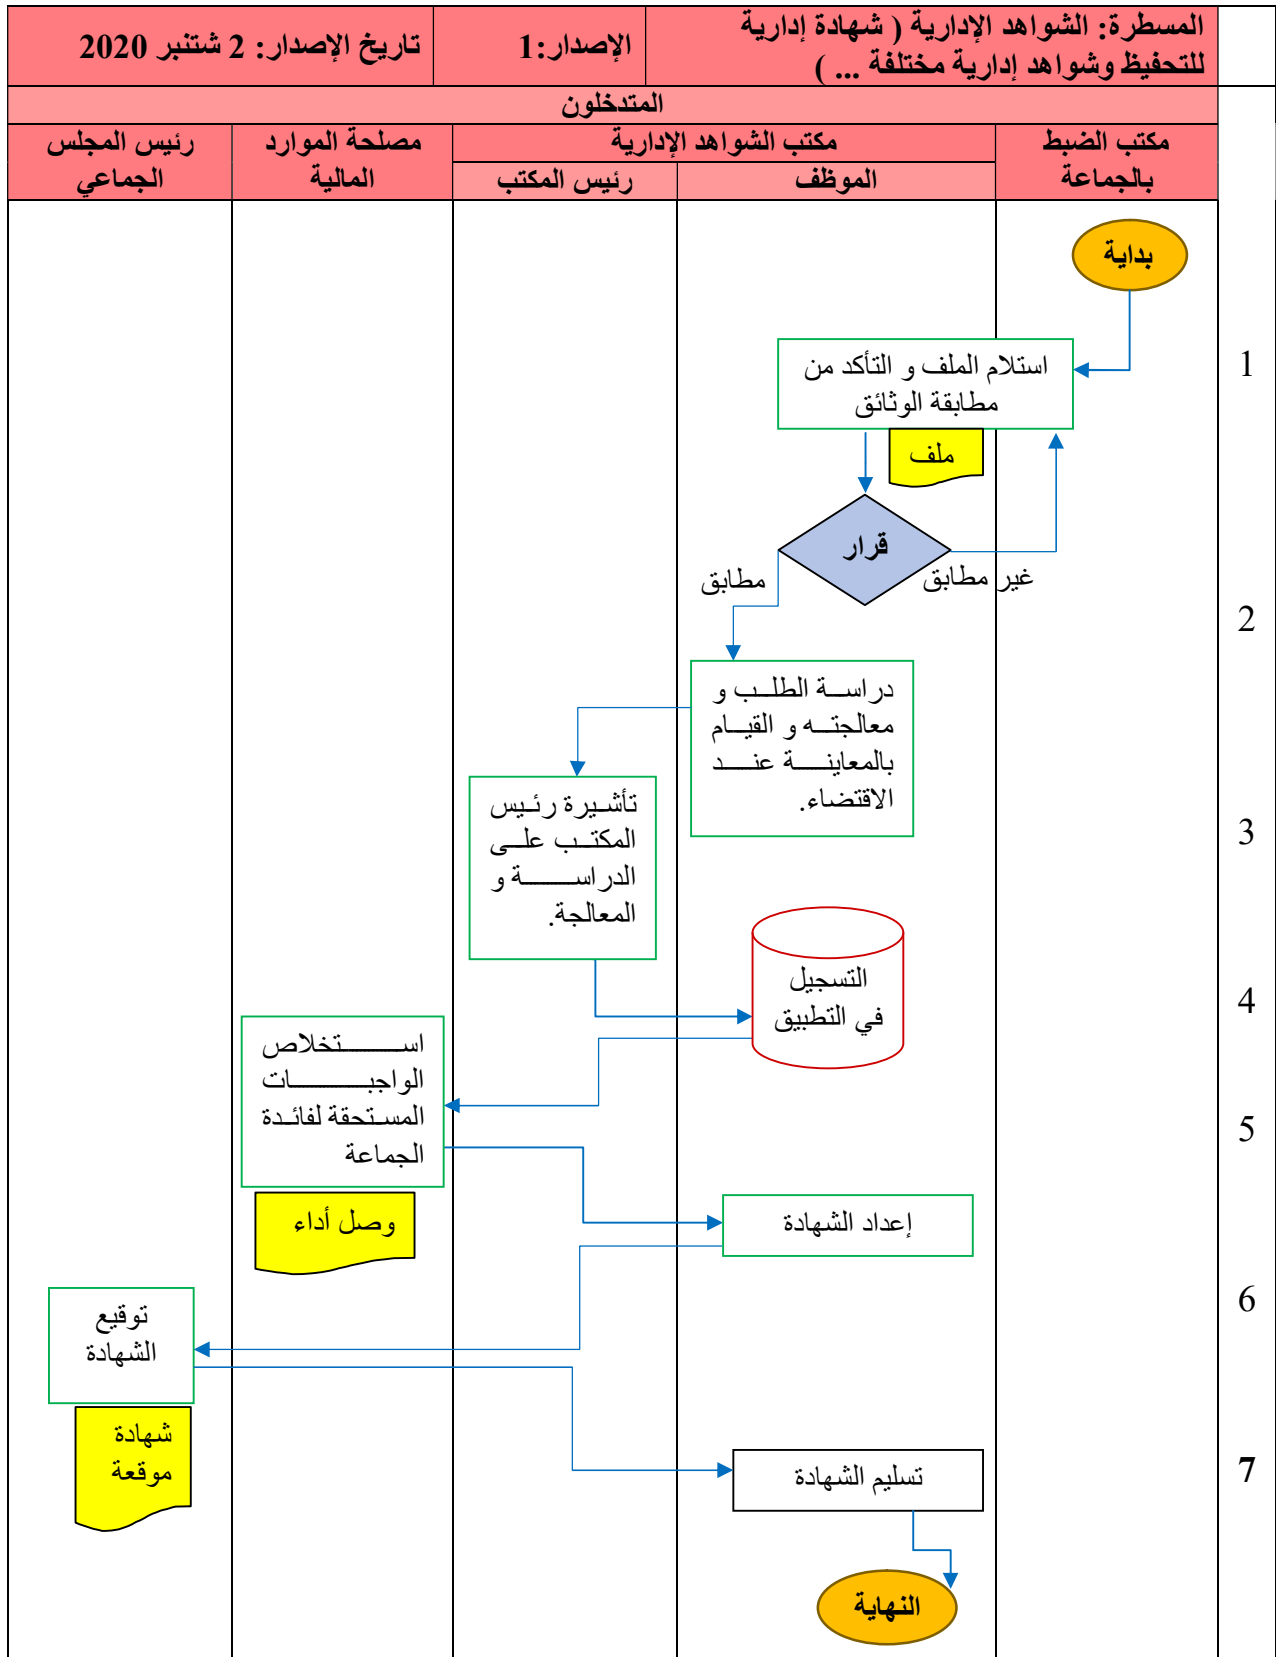 المسطرة: الشواهد الإدارية ( شهادة إدارية
للتحفيظ وشواهد إدارية مختلفة ... )
الإصدار:1
تاريخ الإصدار: 2 شتنبر 2020
المتدخلون
مكتب الضبط
بالجماعة
مكتب الشواهد الإدارية
الموظف
رئيس المكتب
مصلحة الموارد
المالية
رئيس المجلس
الجماعي
بداية
1
استلام الملف و التأكد من
مطابقة الوثائق
ملف
قرار
غير مطابق
مطابق
2
دراسة الطلب و
معالجته و القيام
بالمعاينة عند
الاقتضاء.
3
تأشيرة رئيس
المكتب على
الدراسة و
المعالجة.
4
التسجيل
في التطبيق
5
استخلاص
الواجبات
المستحقة لفائدة
الجماعة
وصل أداء
إعداد الشهادة
6
توقيع
الشهادة
شهادة
موقعة
7
تسليم الشهادة
النهاية